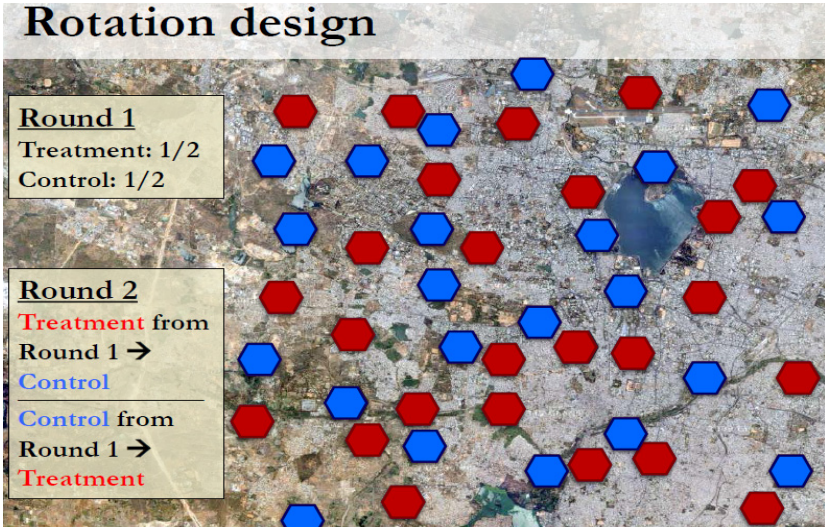 Rotation design
Round 1
Treatment: 1/2
Control: 1/2
Round 2
Treatment from
Round 1 →
Control
Control from
Round 1 →
Treatment